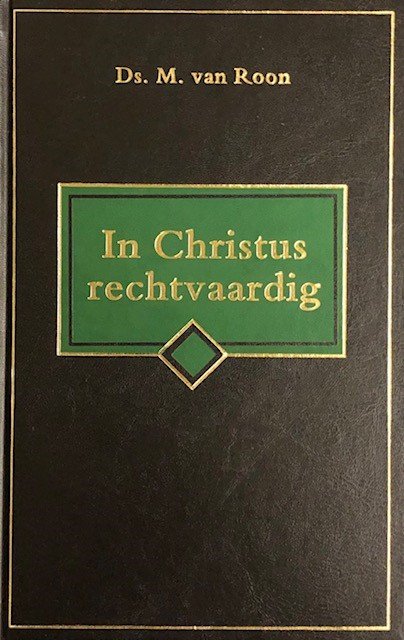 Ds. M. van Roon
In Christus
rechtvaardig